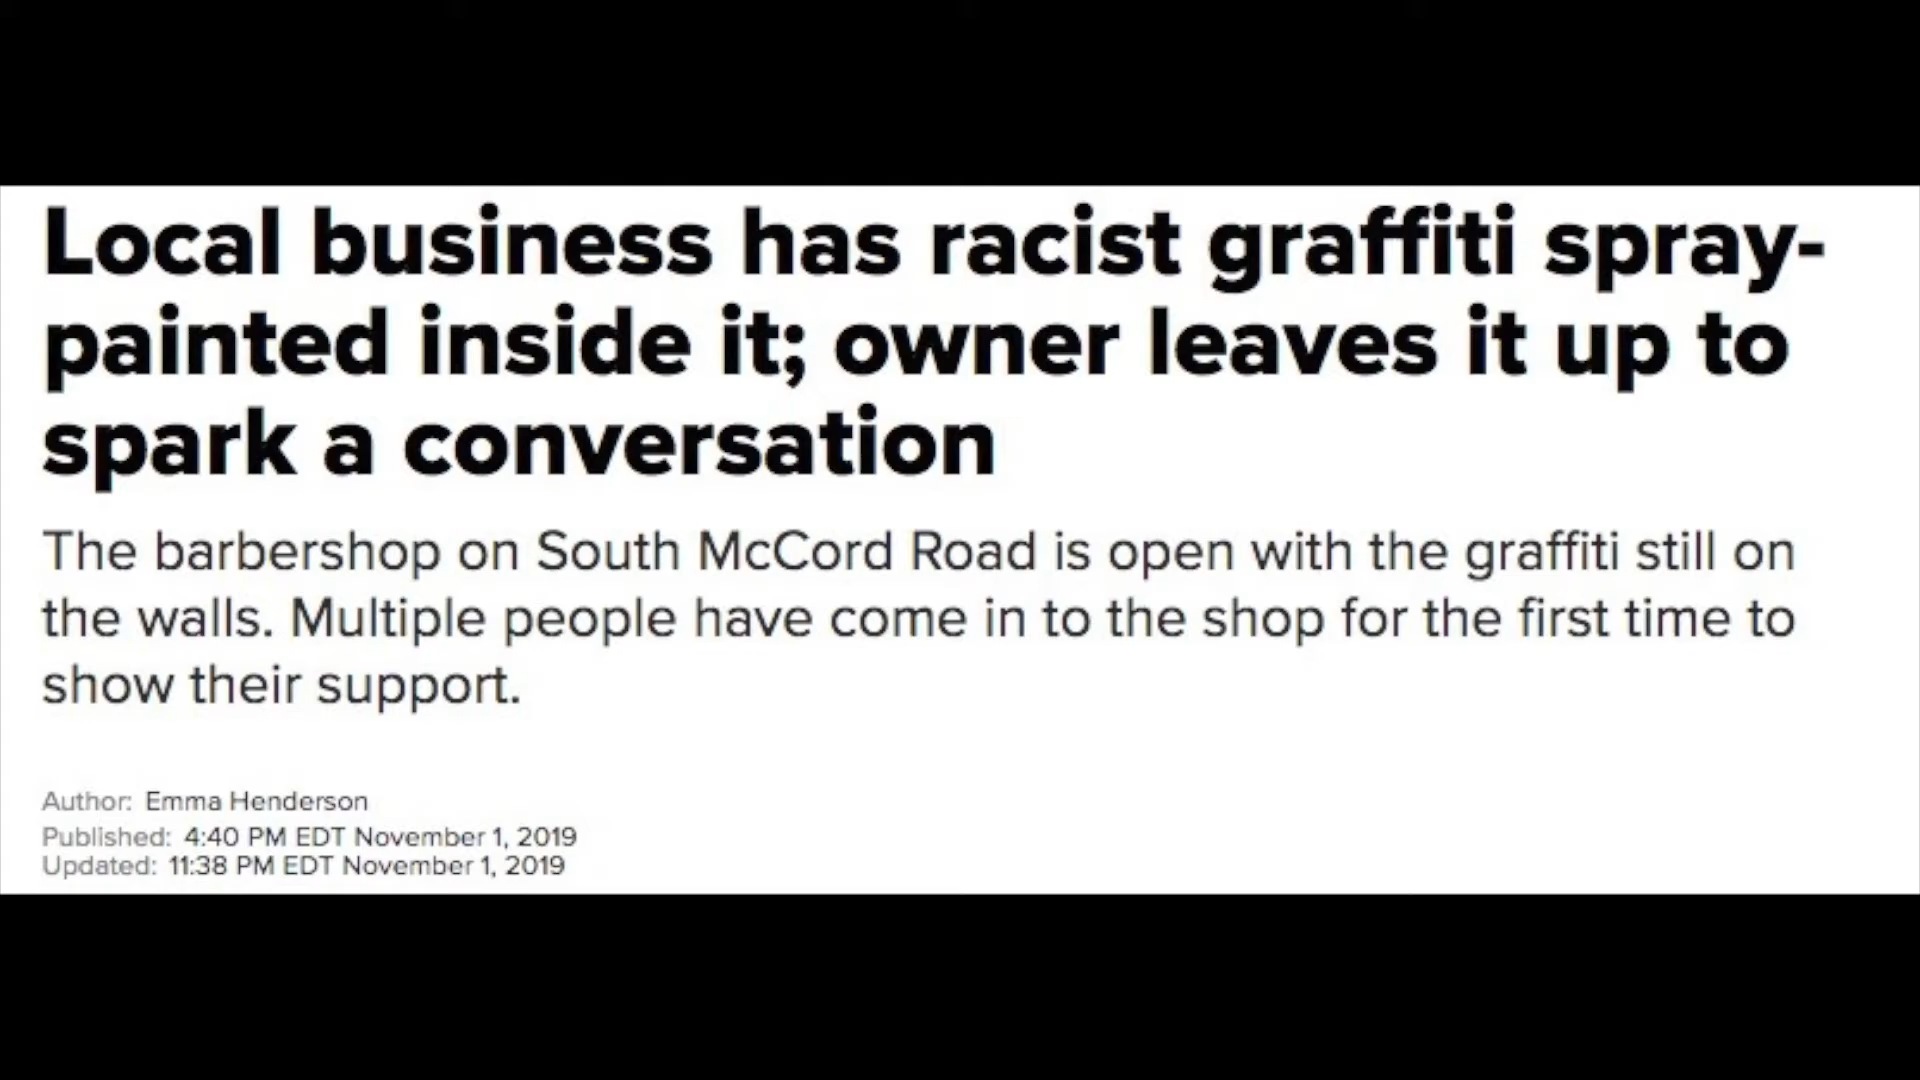 Local business has racist graffiti spray-
painted inside it; owner leaves it up to
spark a conversation
The barbershop on South McCord Road is open with the graffiti still on
the walls. Multiple people have come in to the shop for the first time to
show their support.
Author: Emma Henderson
Published: 4:40 PM EDT November 1, 2019
Updated: 11:38 PM EDT November 1, 2019